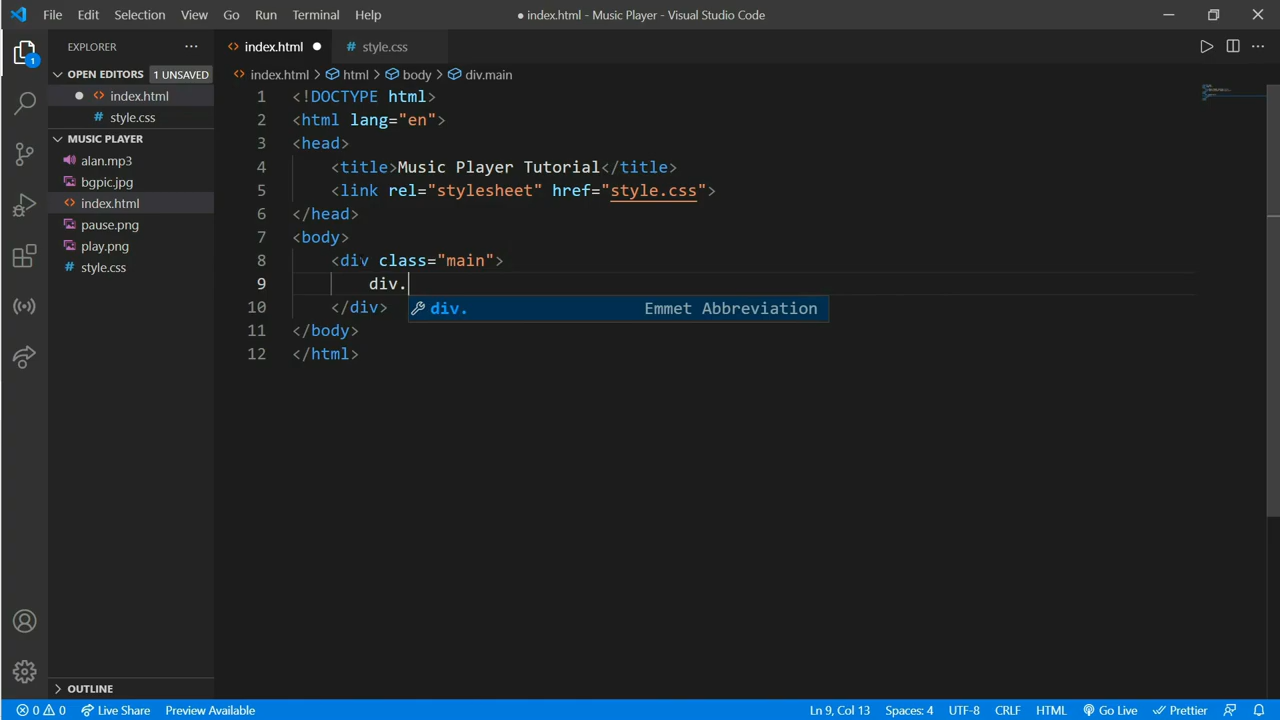 File Edit Selection View Go Run Terminal Help ● index.html - Music Player - Visual Studio Code
EXPLORER ···
OPEN EDITORS 1 UNSAVED
● index.html
style.css
MUSIC PLAYER
alan.mp3
bgpic.jpg
index.html
pause.png
play.png
style.css
OUTLINE
1
index.html ●
# style.css
index.html > html > body > div.main
1 <!DOCTYPE html>
2 <html lang="en">
3 <head>
4 <title>Music Player Tutorial</title>
5 <link rel="stylesheet" href="style.css">
6 </head>
7 <body>
8 <div class="main">
9 div.
div. Emmet Abbreviation
10 </div>
11 </body>
12 </html>
0 0 Live Share Preview Available Ln 9, Col 13 Spaces: 4 UTF-8 CRLF HTML Go Live Prettier